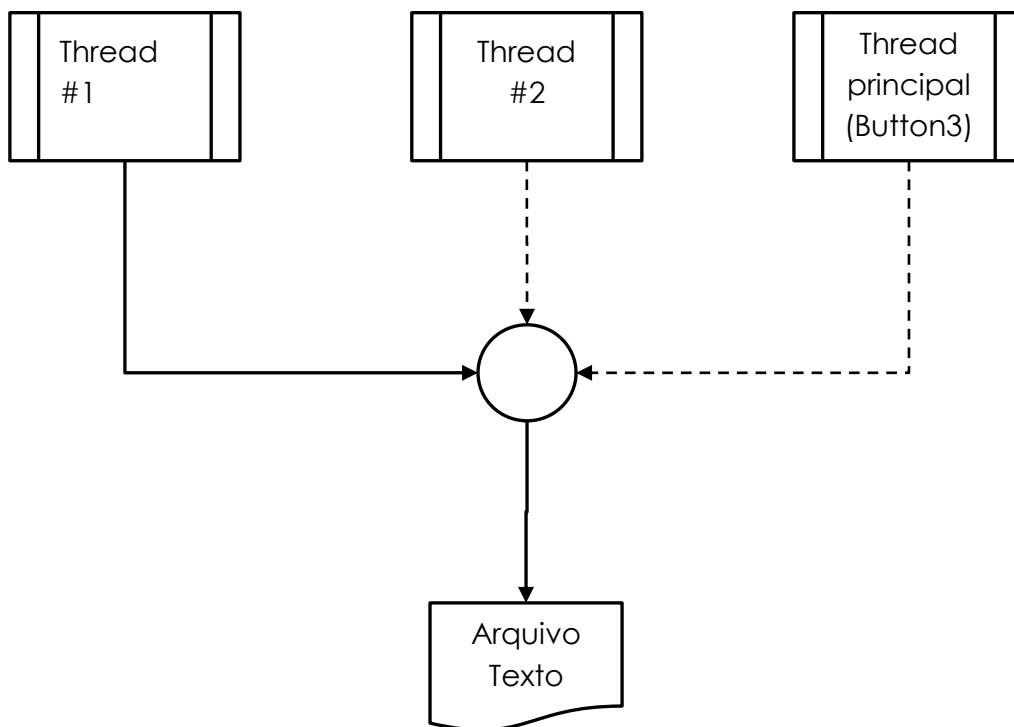 Thread
#1
Thread
#2
Thread
principal
(Button3)
Arquivo
Texto